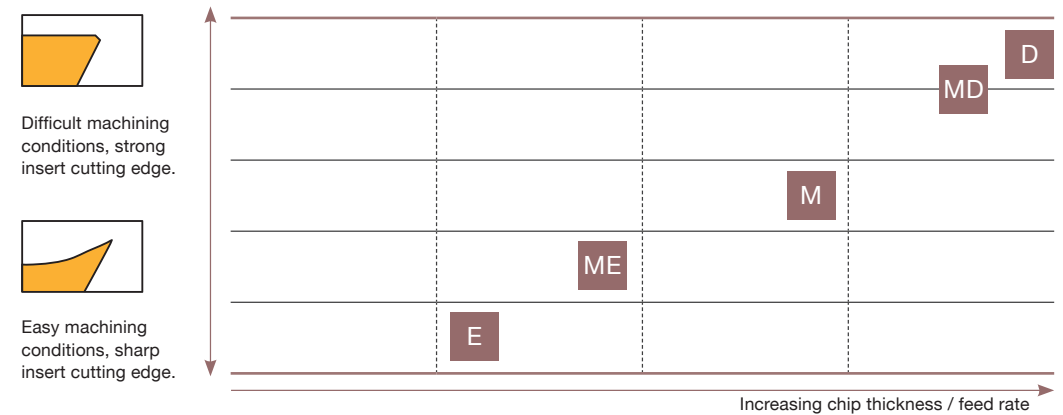 Difficult machining
conditions, strong
insert cutting edge.
Easy machining
conditions, sharp
insert cutting edge.
D
MD
M
ME
E
Increasing chip thickness / feed rate